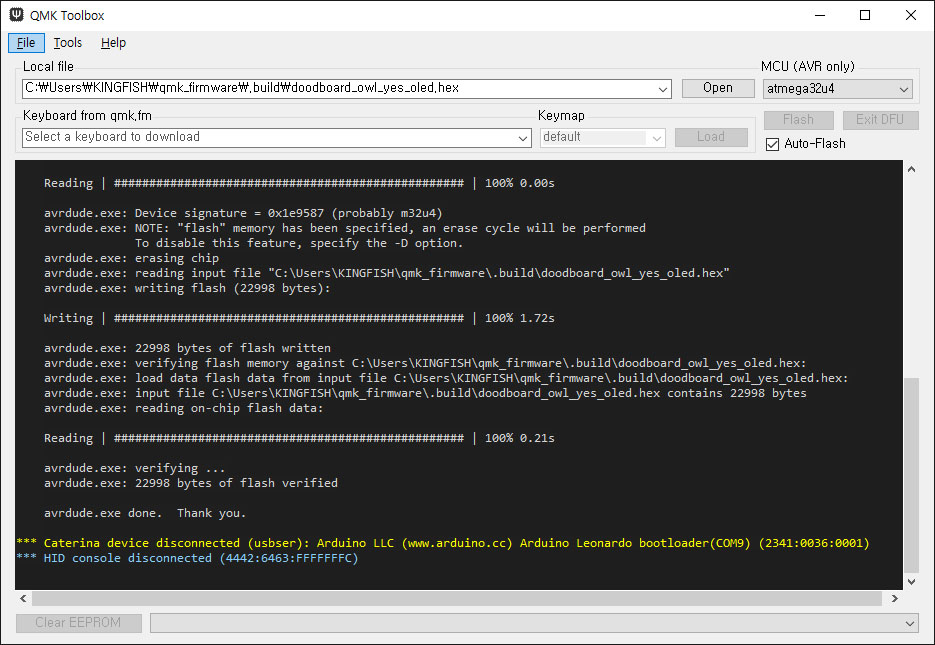 QMK Toolbox
File Tools Help
Local file
MCU (AVR only)
C:₩Users₩KINGFISH₩qmk_firmware₩.build₩doodboard_owl_yes_oled.hex
Open
atmega32u4
Keyboard from qmk.fm
Keymap
Flash
Exit DFU
Select a keyboard to download
default
Load
Auto-Flash
Reading | ################################################## | 100% 0.00s
avrdude.exe: Device signature = 0x1e9587 (probably m32u4)
avrdude.exe: NOTE: "flash" memory has been specified, an erase cycle will be performed
To disable this feature, specify the -D option.
avrdude.exe: erasing chip
avrdude.exe: reading input file "C:\Users\KINGFISH\qmk_firmware\.build\doodboard_owl_yes_oled.hex"
avrdude.exe: writing flash (22998 bytes):
Writing | ################################################## | 100% 1.72s
avrdude.exe: 22998 bytes of flash written
avrdude.exe: verifying flash memory against C:\Users\KINGFISH\qmk_firmware\.build\doodboard_owl_yes_oled.hex:
avrdude.exe: load data flash data from input file C:\Users\KINGFISH\qmk_firmware\.build\doodboard_owl_yes_oled.hex:
avrdude.exe: input file C:\Users\KINGFISH\qmk_firmware\.build\doodboard_owl_yes_oled.hex contains 22998 bytes
avrdude.exe: reading on-chip flash data:
Reading | ################################################## | 100% 0.21s
avrdude.exe: verifying ...
avrdude.exe: 22998 bytes of flash verified
avrdude.exe done.  Thank you.
*** Caterina device disconnected (usbser): Arduino LLC (www.arduino.cc) Arduino Leonardo bootloader(COM9) (2341:0036:0001)
*** HID console disconnected (4442:6463:FFFFFFFC)
Clear EEPROM